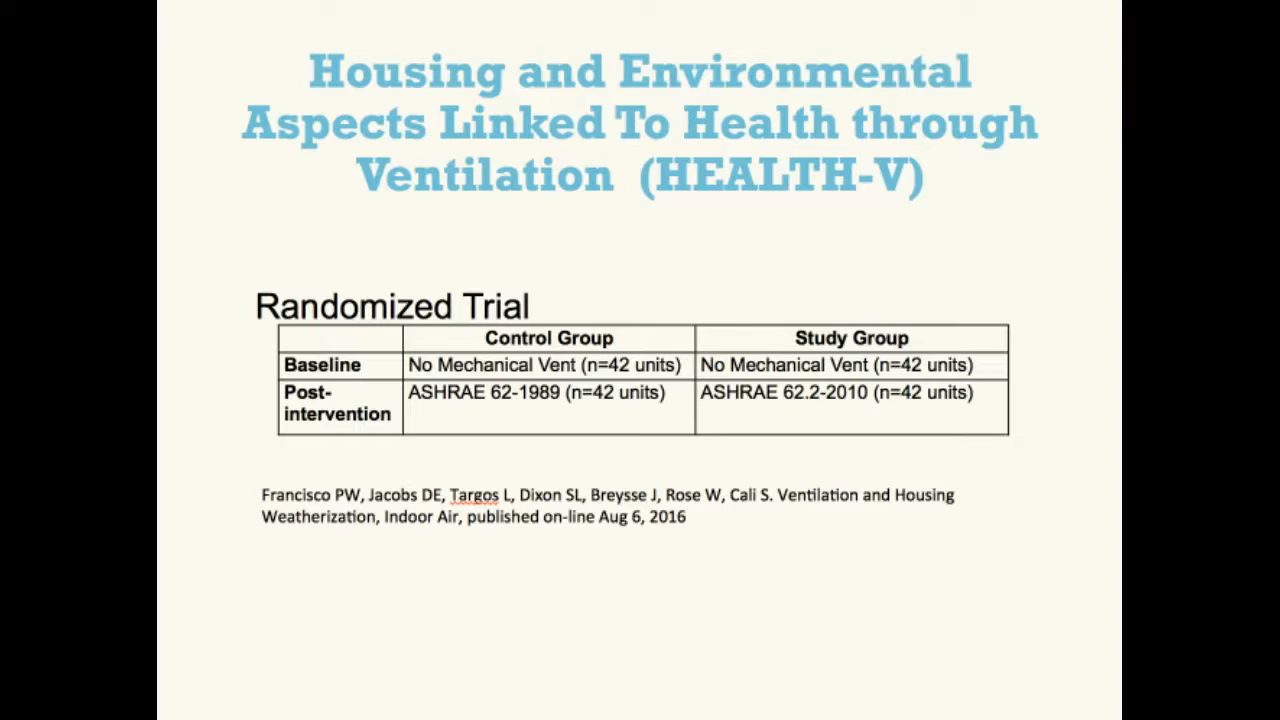 Housing and Environmental
Aspects Linked To Health through
Ventilation (HEALTH-V)
Randomized Trial
Control Group Study Group
Baseline No Mechanical Vent (n=42 units) No Mechanical Vent (n=42 units)
Post- ASHRAE 62-1989 (n=42 units) ASHRAE 62.2-2010 (n=42 units)
intervention
Francisco PW, Jacobs DE, Targos L, Dixon SL, Breysse J, Rose W, Cali S. Ventilation and Housing
Weatherization, Indoor Air, published on-line Aug 6, 2016